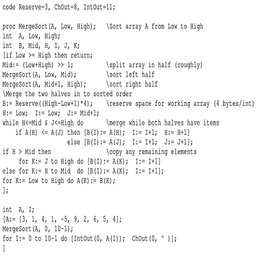 code Reserve=3, ChOut=8, IntOut=11;
proc MergeSort(A, Low, High);   \Sort array A from Low to High
int  A, Low, High;
int  B, Mid, H, I, J, K;
[if Low >= High then return;
Mid:= (Low+High) >> 1;          \split array in half (roughly)
MergeSort(A, Low, Mid);         \sort left half
MergeSort(A, Mid+1, High);      \sort right half
\Merge the two halves in to sorted order
B:= Reserve((High-Low+1)*4);    \reserve space for working array (4 bytes/int)
H:= Low;  I:= Low;  J:= Mid+1;
while H<=Mid & J<=High do       \merge while both halves have items
    if A(H) <= A(J) then [B(I):= A(H);  I:= I+1;  H:= H+1]
                    else [B(I):= A(J);  I:= I+1;  J:= J+1];
if H > Mid then                 \copy any remaining elements
     for K:= J to High do [B(I):= A(K);  I:= I+1]
else for K:= H to Mid  do [B(I):= A(K);  I:= I+1];
for K:= Low to High do A(K):= B(K);
];
int  A, I;
[A:= [3, 1, 4, 1, -5, 9, 2, 6, 5, 4];
MergeSort(A, 0, 10-1);
for I:= 0 to 10-1 do [IntOut(0, A(I));  ChOut(0, ^ )];
]